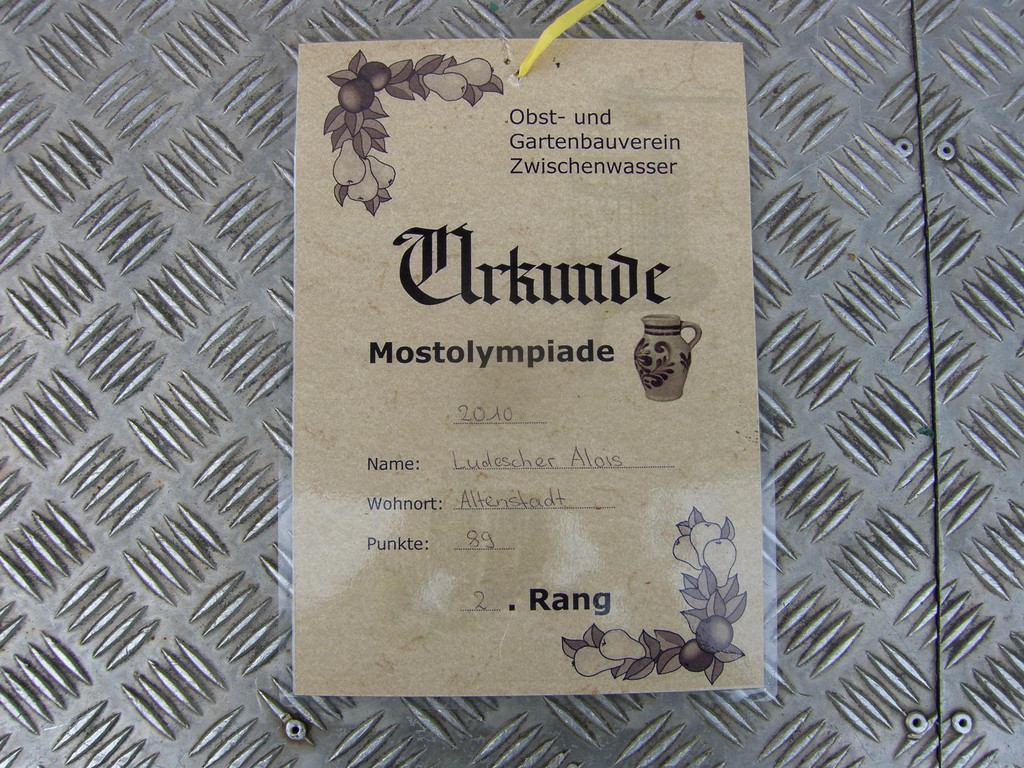 Obst- und
Gartenbauverein
Zwischenwasser
Urkunde
Mostolympiade
2010
Name: Ludescher Alois
Wohnort: Altenstadt
Punkte: 89
2. Rang